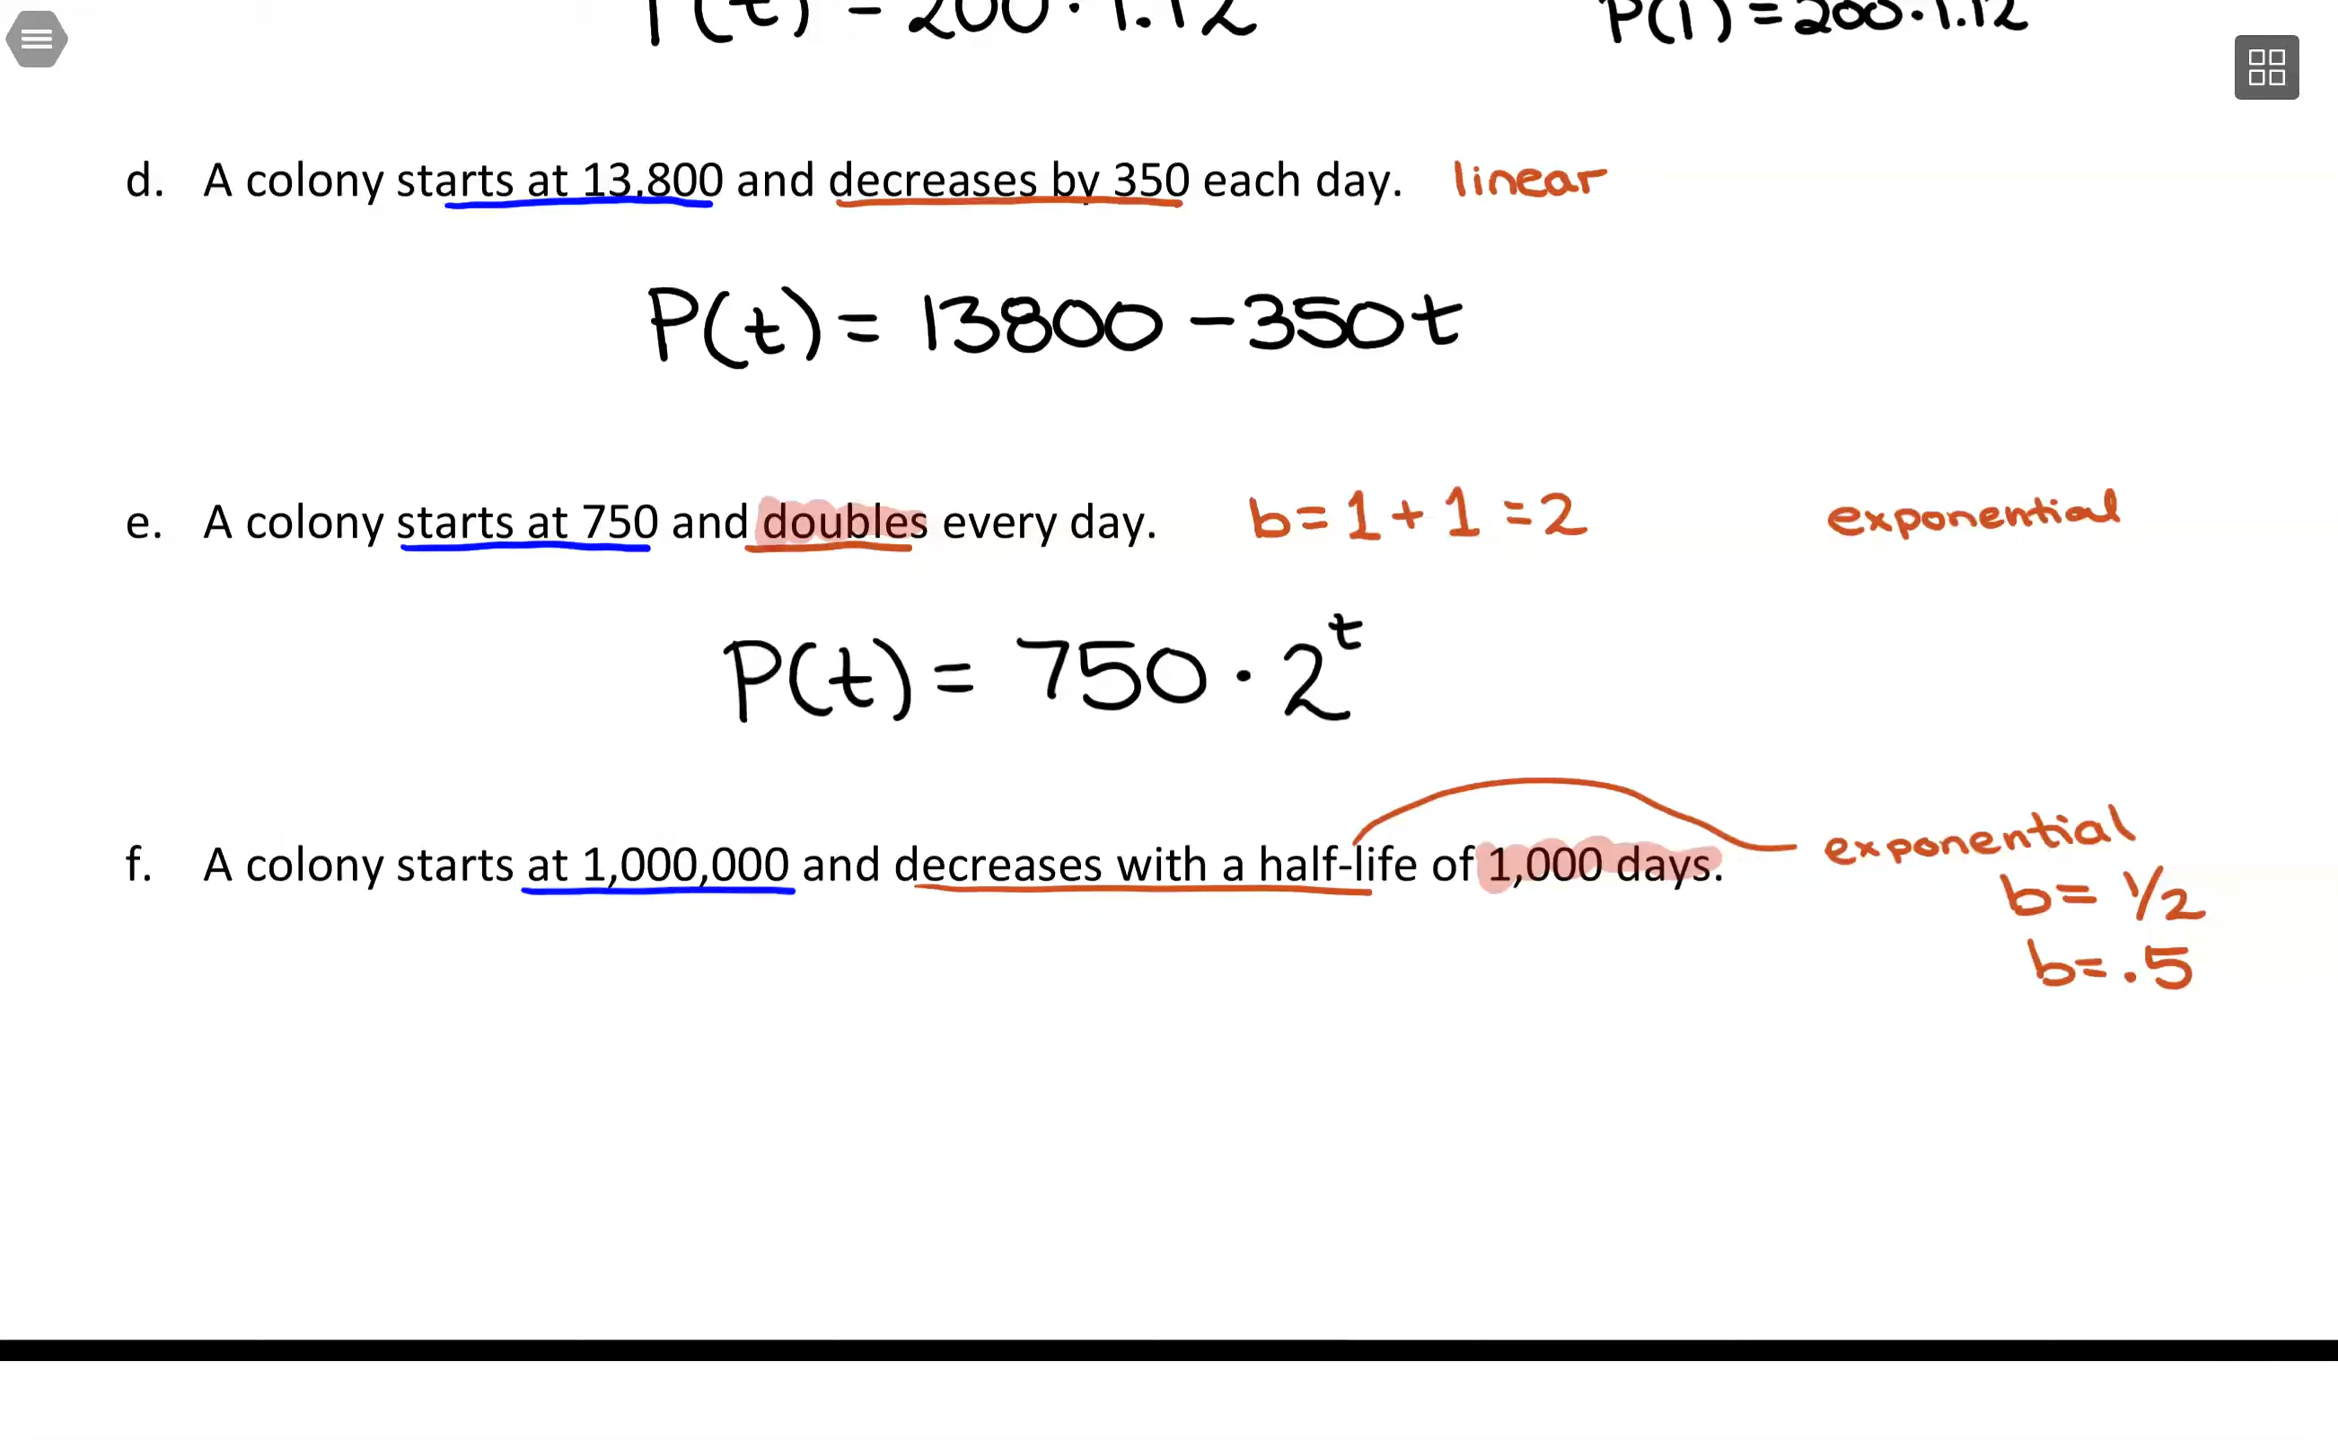 P(t) = 200 · 1.12
P(1) = 200 · 1.12
d. A colony starts at 13,800 and decreases by 350 each day. linear
P(t) = 13800 - 350t
e. A colony starts at 750 and doubles every day. b = 1 + 1 = 2 exponential
P(t) = 750 · 2^t
f. A colony starts at 1,000,000 and decreases with a half-life of 1,000 days. exponential
b = 1/2
b = .5